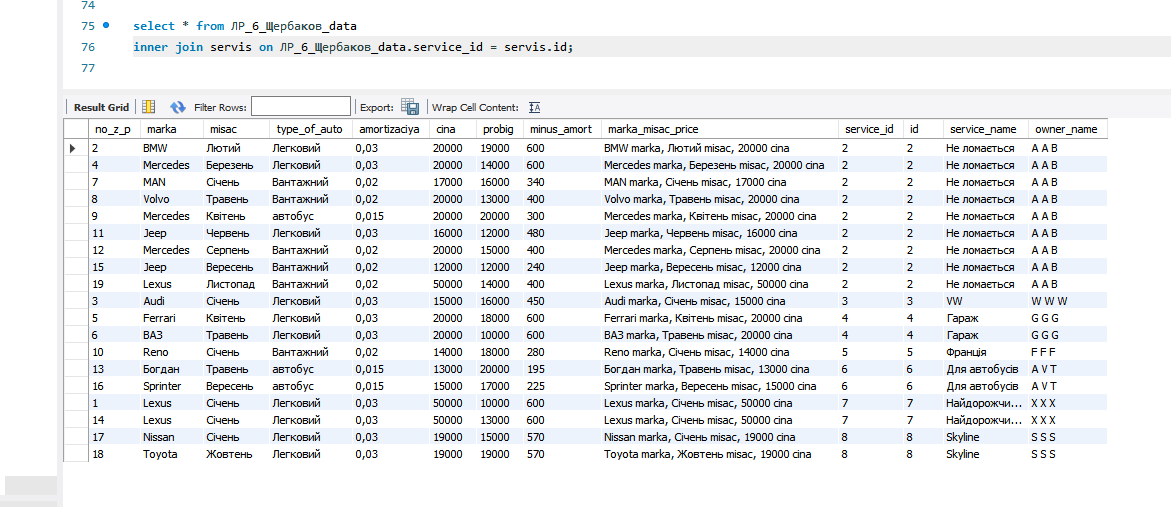 74
75 select * from ЛР_6_Щербаков_data
76 inner join servis on ЛР_6_Щербаков_data.service_id = servis.id;
77
Result Grid Filter Rows: Export: Wrap Cell Content: IA
no_z_p marka misac type_of_auto amortizaciya cina probig minus_amort marka_misac_price service_id id service_name owner_name
2 BMW Лютий Легковий 0,03 20000 19000 600 BMW marka, Лютий misac, 20000 cina 2 2 Не ломається A A B
4 Mercedes Березень Легковий 0,03 20000 14000 600 Mercedes marka, Березень misac, 20000 cina 2 2 Не ломається A A B
7 MAN Січень Вантажний 0,02 17000 16000 340 MAN marka, Січень misac, 17000 cina 2 2 Не ломається A A B
8 Volvo Травень Вантажний 0,02 20000 13000 400 Volvo marka, Травень misac, 20000 cina 2 2 Не ломається A A B
9 Mercedes Квітень автобус 0,015 20000 20000 300 Mercedes marka, Квітень misac, 20000 cina 2 2 Не ломається A A B
11 Jeep Червень Легковий 0,03 16000 12000 480 Jeep marka, Червень misac, 16000 cina 2 2 Не ломається A A B
12 Mercedes Серпень Вантажний 0,02 20000 15000 400 Mercedes marka, Серпень misac, 20000 cina 2 2 Не ломається A A B
15 Jeep Вересень Вантажний 0,02 12000 12000 240 Jeep marka, Вересень misac, 12000 cina 2 2 Не ломається A A B
19 Lexus Листопад Вантажний 0,02 50000 14000 400 Lexus marka, Листопад misac, 50000 cina 2 2 Не ломається A A B
3 Audi Січень Легковий 0,03 15000 16000 450 Audi marka, Січень misac, 15000 cina 3 3 VW W W W
5 Ferrari Квітень Легковий 0,03 20000 18000 600 Ferrari marka, Квітень misac, 20000 cina 4 4 Гараж G G G
6 ВАЗ Травень Легковий 0,03 20000 10000 600 ВАЗ marka, Травень misac, 20000 cina 4 4 Гараж G G G
10 Reno Січень Вантажний 0,02 14000 18000 280 Reno marka, Січень misac, 14000 cina 5 5 Франція F F F
13 Богдан Травень автобус 0,015 13000 20000 195 Богдан marka, Травень misac, 13000 cina 6 6 Для автобусів A V T
16 Sprinter Вересень автобус 0,015 15000 17000 225 Sprinter marka, Вересень misac, 15000 cina 6 6 Для автобусів A V T
1 Lexus Січень Легковий 0,03 50000 10000 600 Lexus marka, Січень misac, 50000 cina 7 7 Найдорожчи... X X X
14 Lexus Січень Легковий 0,03 50000 13000 600 Lexus marka, Січень misac, 50000 cina 7 7 Найдорожчи... X X X
17 Nissan Січень Легковий 0,03 19000 15000 570 Nissan marka, Січень misac, 19000 cina 8 8 Skyline S S S
18 Toyota Жовтень Легковий 0,03 19000 19000 570 Toyota marka, Жовтень misac, 19000 cina 8 8 Skyline S S S